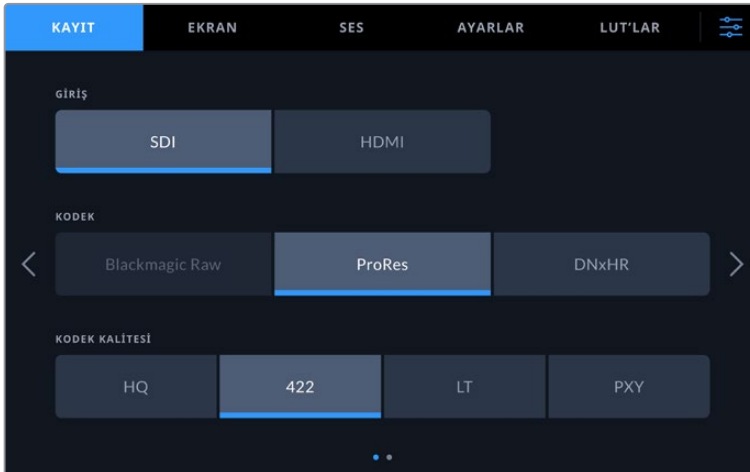 KAYIT EKRAN SES AYARLAR LUT'LAR
GİRİŞ
SDI HDMI
KODEK
Blackmagic Raw ProRes DNxHR
KODEK KALİTESİ
HQ 422 LT PXY